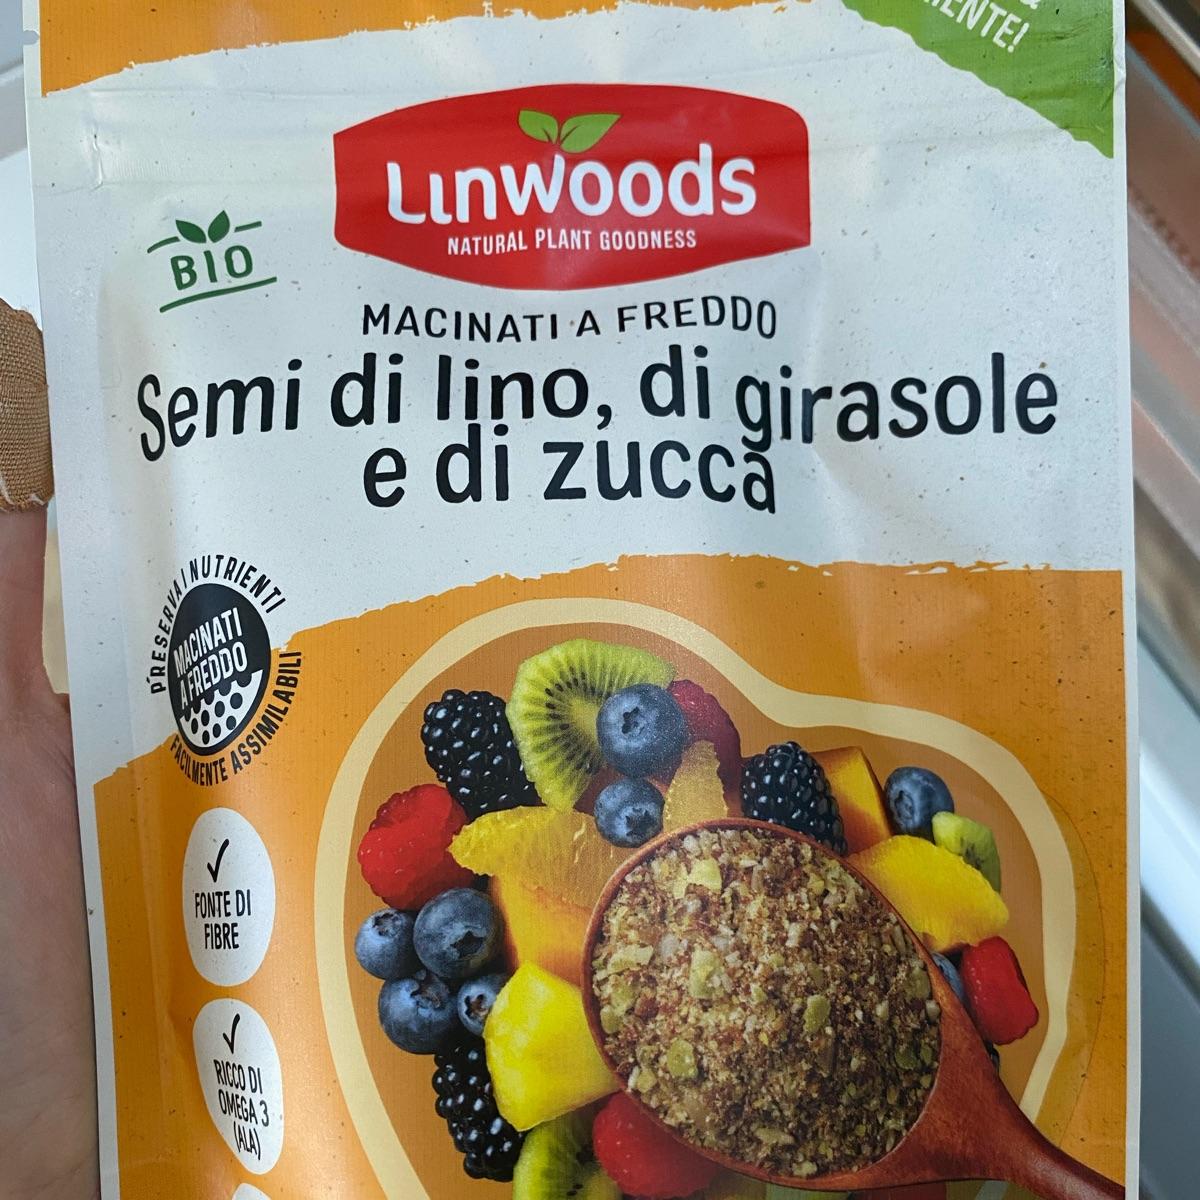 MENTE!
Linwoods
NATURAL PLANT GOODNESS
BIO
MACINATI A FREDDO
Semi di lino, di girasole
e di zucca
PRESERVA I NUTRIENTI
MACINATI
A FREDDO
FACILMENTE ASSIMILABILI
FONTE DI
FIBRE
RICCO DI
OMEGA 3
(ALA)